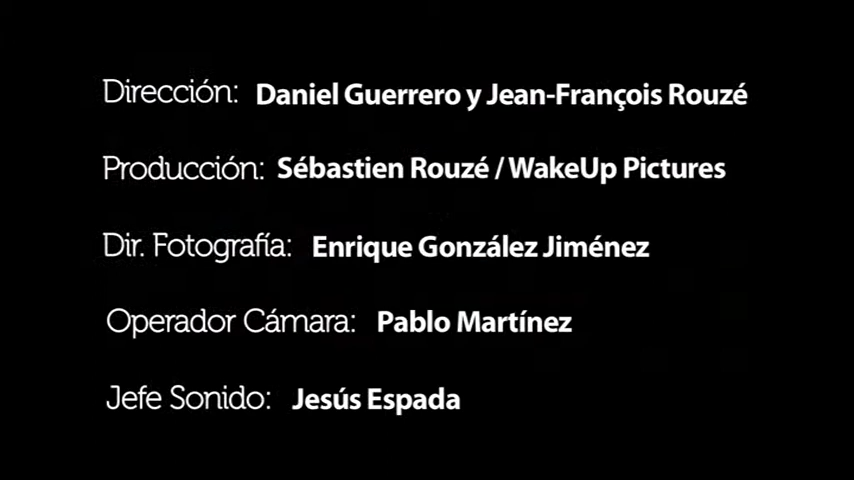 Dirección: Daniel Guerrero y Jean-François Rouzé
Producción: Sébastien Rouzé / WakeUp Pictures
Dir. Fotografía: Enrique González Jiménez
Operador Cámara: Pablo Martínez
Jefe Sonido: Jesús Espada